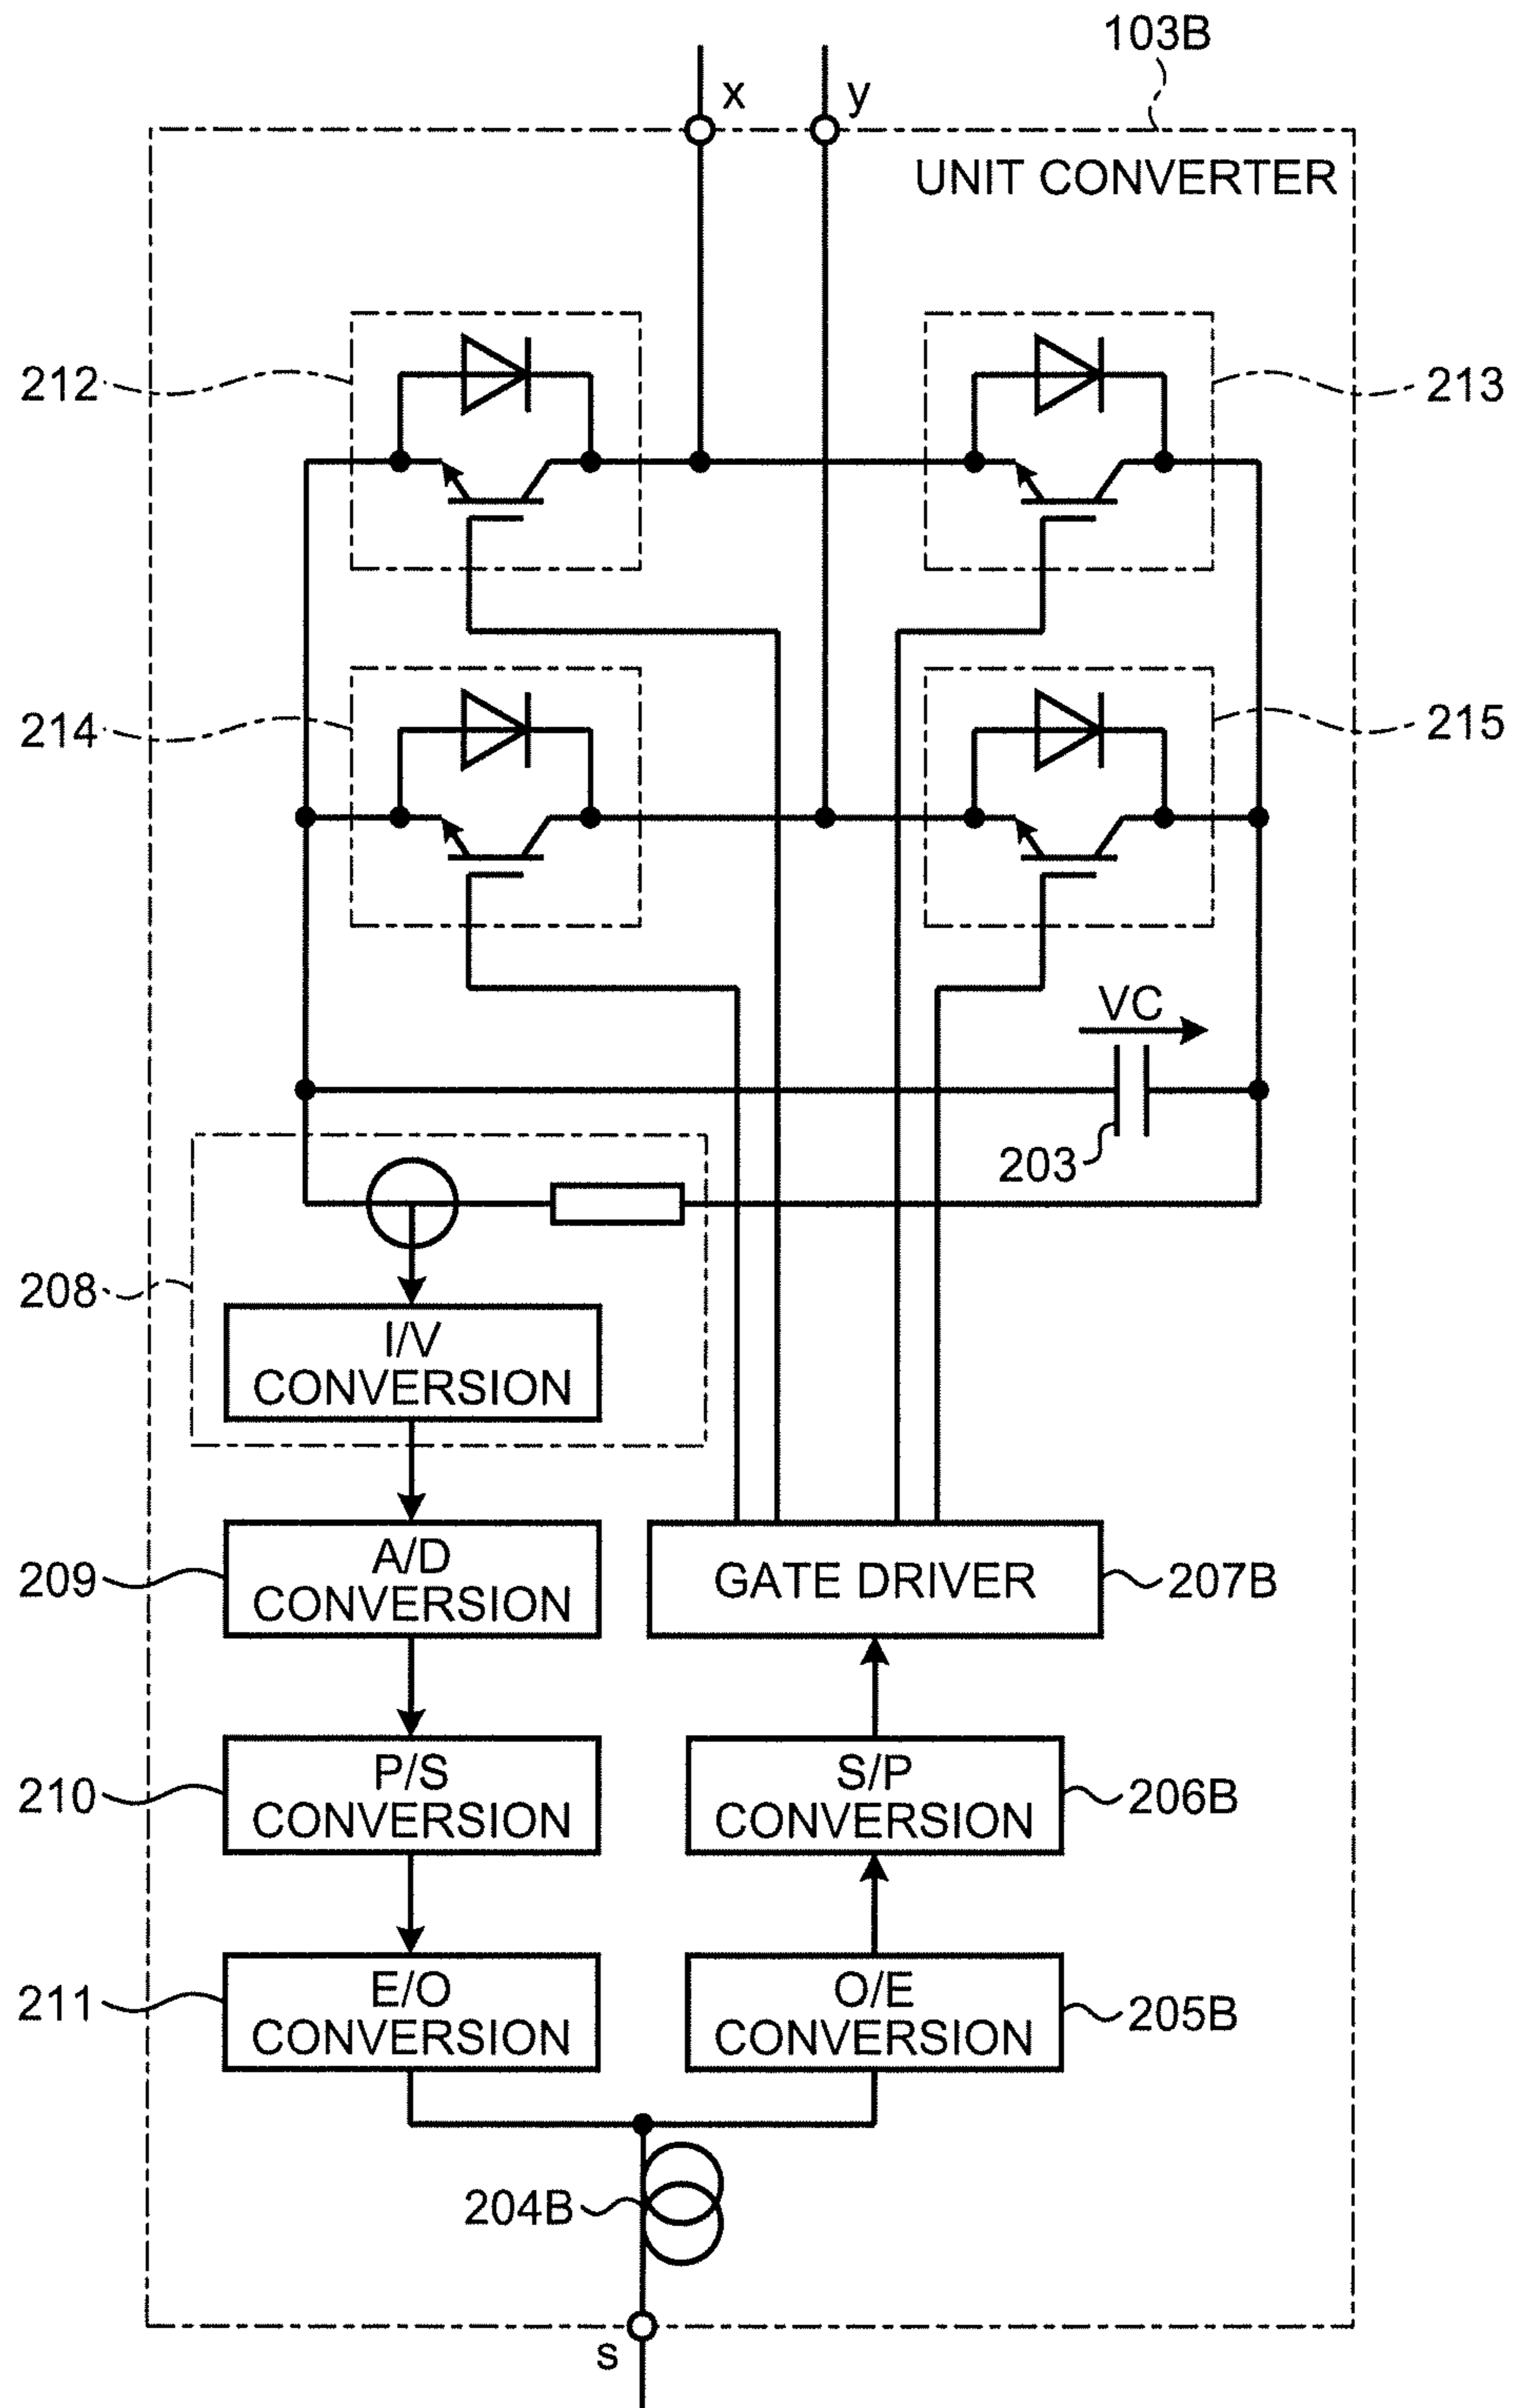 103B
x
y
UNIT CONVERTER
212
213
214
215
VC
203
208
I/V
CONVERSION
209
A/D
CONVERSION
GATE DRIVER
207B
210
P/S
CONVERSION
S/P
CONVERSION
206B
211
E/O
CONVERSION
O/E
CONVERSION
205B
204B
s